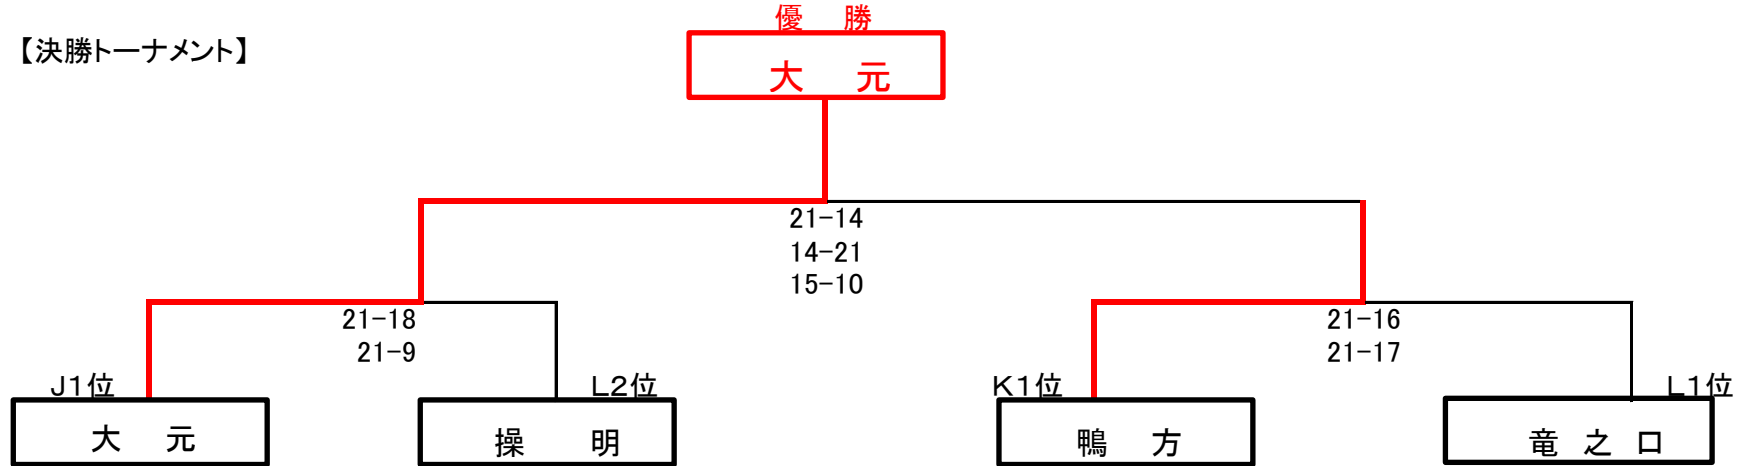 優　勝
【決勝トーナメント】
大　元
21-14
14-21
15-10
21-18
21-9
21-16
21-17
J1位
L2位
K1位
L1位
大　元
操　明
鴨　方
竜 之 口